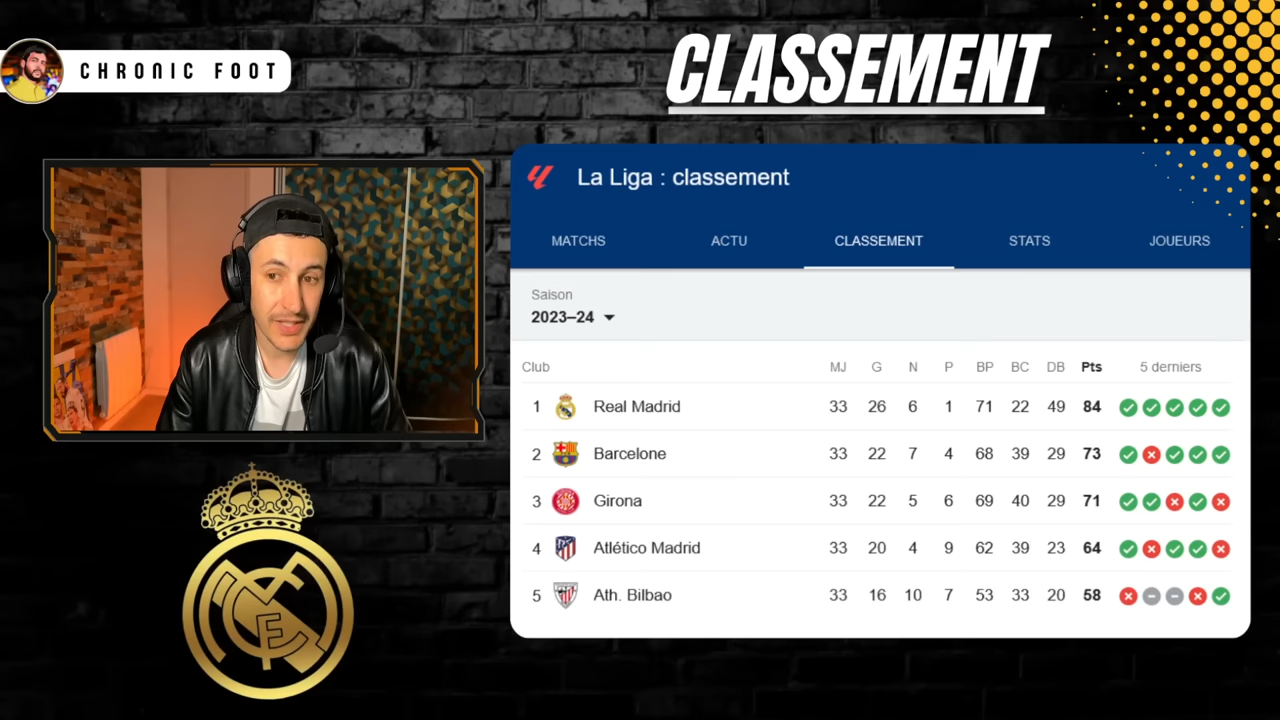 CHRONIC FOOT
CLASSEMENT
La Liga : classement
MATCHS ACTU CLASSEMENT STATS JOUEURS
Saison
2023–24
Club MJ G N P BP BC DB Pts 5 derniers
1 Real Madrid 33 26 6 1 71 22 49 84
2 Barcelone 33 22 7 4 68 39 29 73
3 Girona 33 22 5 6 69 40 29 71
4 Atlético Madrid 33 20 4 9 62 39 23 64
5 Ath. Bilbao 33 16 10 7 53 33 20 58